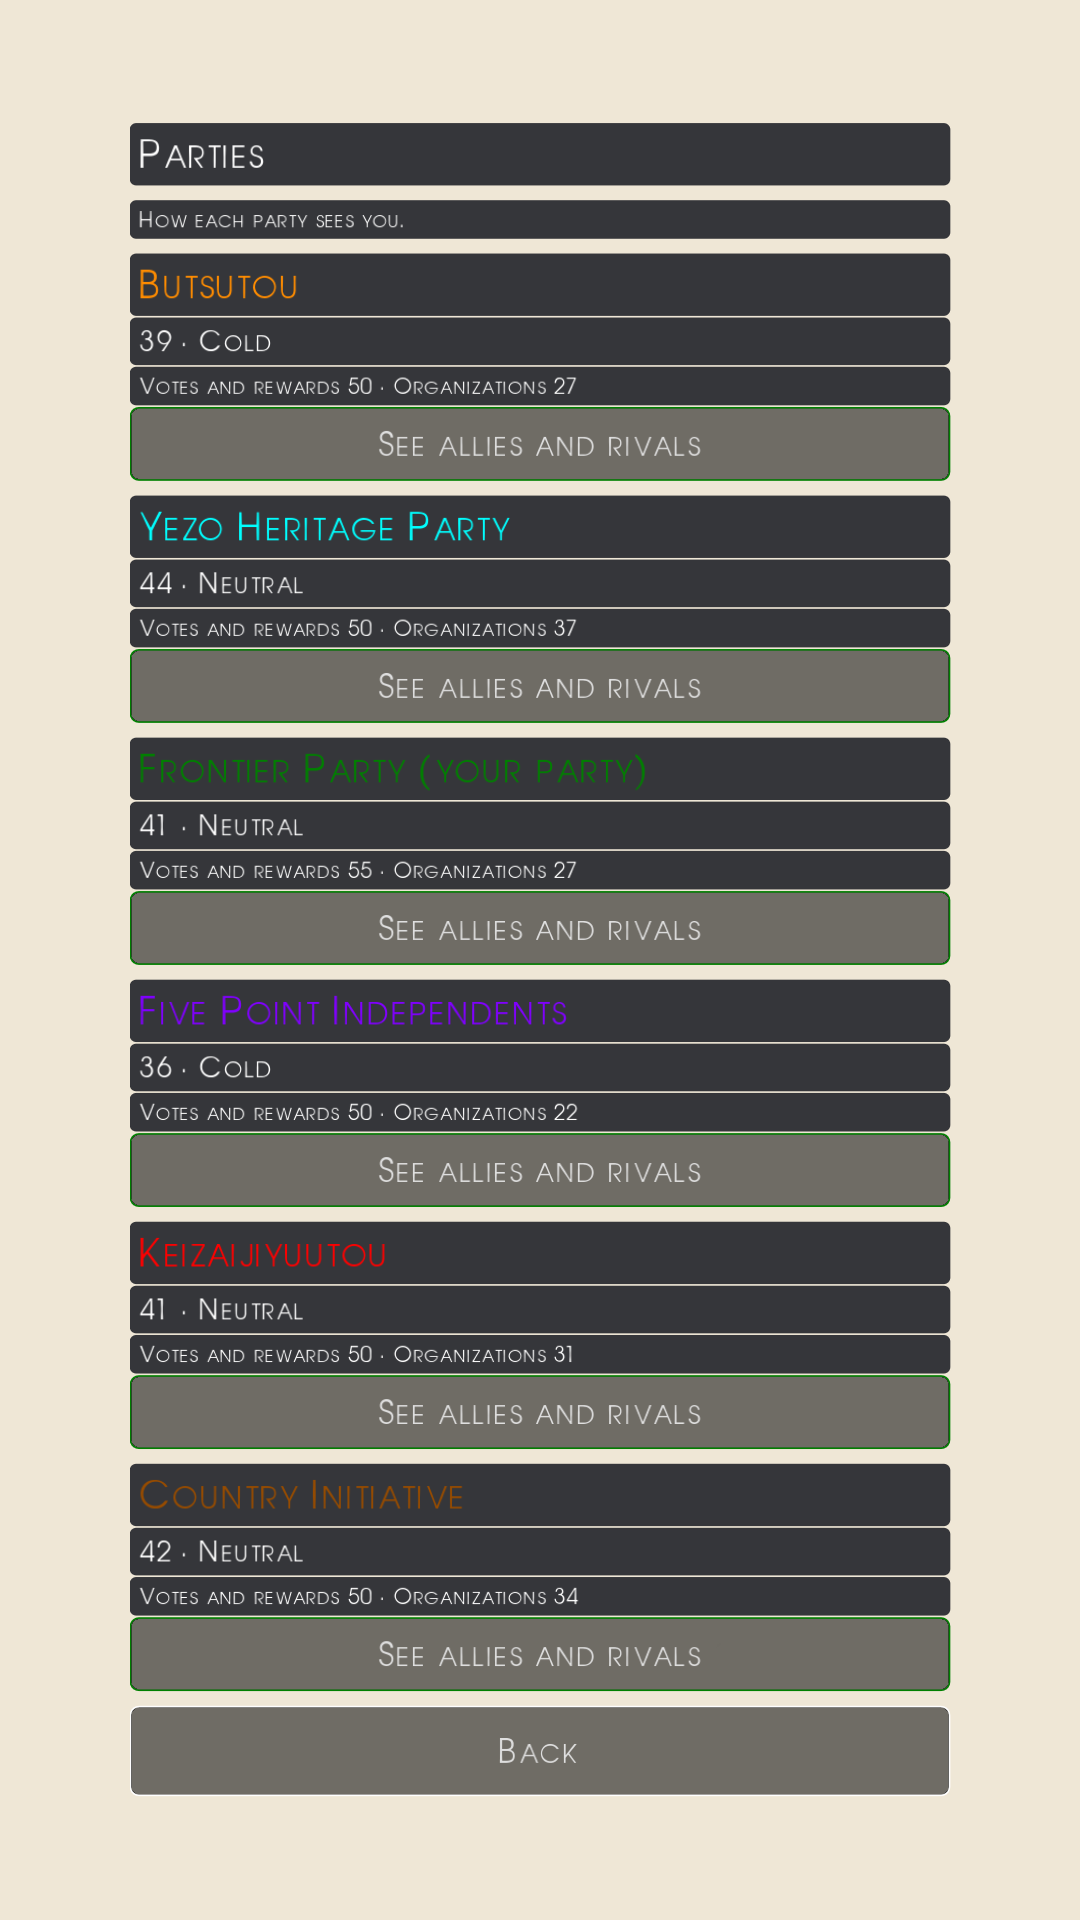 Parties
How each party sees you.
Butsutou
39 · Cold
Votes and rewards 50 · Organizations 27
See allies and rivals
Yezo Heritage Party
44 · Neutral
Votes and rewards 50 · Organizations 37
See allies and rivals
Frontier Party (your party)
41 · Neutral
Votes and rewards 55 · Organizations 27
See allies and rivals
Five Point Independents
36 · Cold
Votes and rewards 50 · Organizations 22
See allies and rivals
Keizaijiyuutou
41 · Neutral
Votes and rewards 50 · Organizations 31
See allies and rivals
Country Initiative
42 · Neutral
Votes and rewards 50 · Organizations 34
See allies and rivals
Back